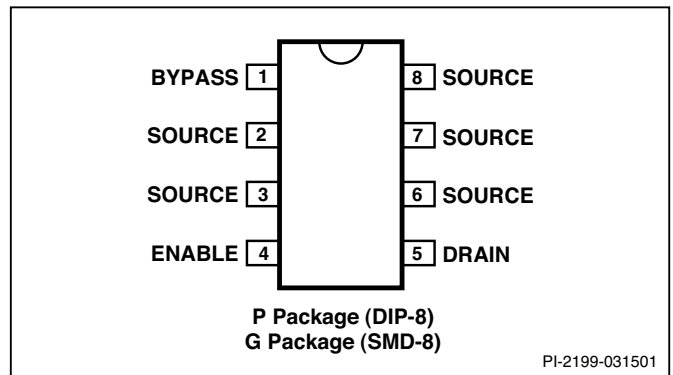 BYPASS 1 8 SOURCE
SOURCE 2 7 SOURCE
SOURCE 3 6 SOURCE
ENABLE 4 5 DRAIN
P Package (DIP-8)
G Package (SMD-8)
PI-2199-031501